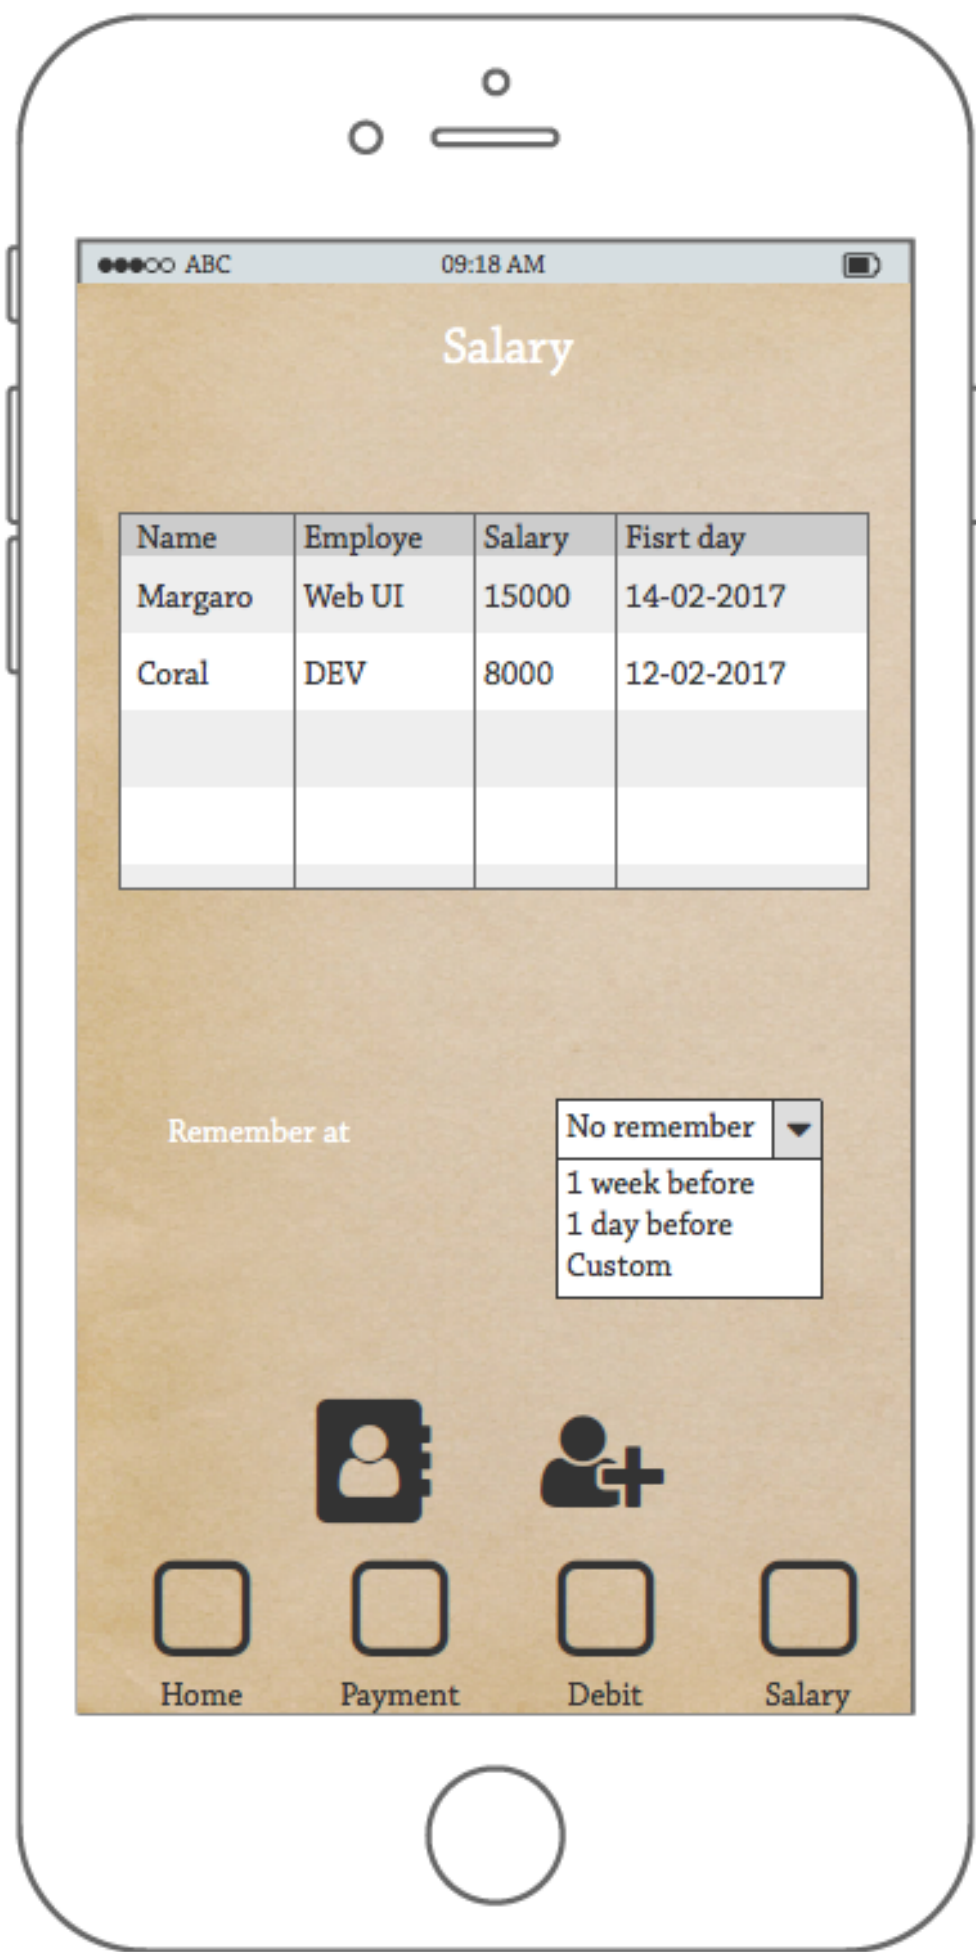 ABC 09:18 AM
Salary
Name Employe Salary Fisrt day
Margaro Web UI 15000 14-02-2017
Coral DEV 8000 12-02-2017
Remember at No remember
1 week before
1 day before
Custom
Home Payment Debit Salary